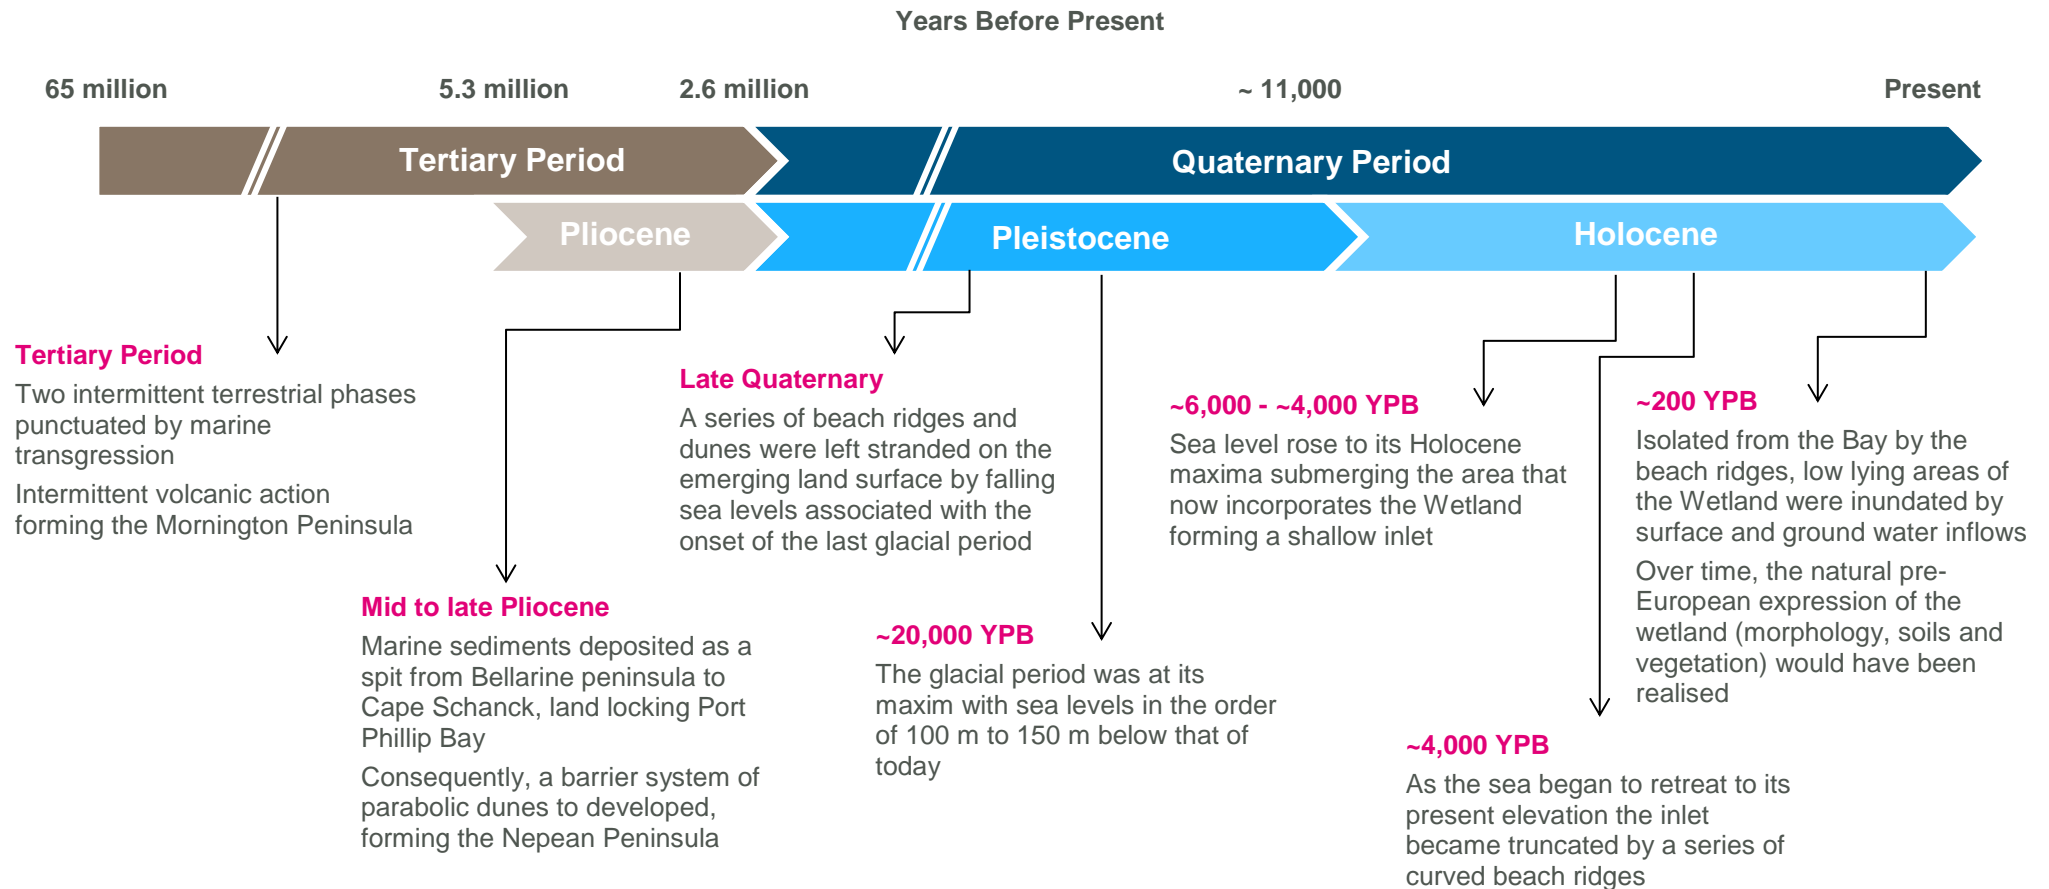 Years Before Present
65 million
5.3 million
2.6 million
~ 11,000
Present
Tertiary Period
Quaternary Period
Pliocene
Pleistocene
Holocene
Tertiary Period
Two intermittent terrestrial phases
punctuated by marine
transgression
Intermittent volcanic action
forming the Mornington Peninsula
Mid to late Pliocene
Marine sediments deposited as a
spit from Bellarine peninsula to
Cape Schanck, land locking Port
Phillip Bay
Consequently, a barrier system of
parabolic dunes to developed,
forming the Nepean Peninsula
Late Quaternary
A series of beach ridges and
dunes were left stranded on the
emerging land surface by falling
sea levels associated with the
onset of the last glacial period
~20,000 YPB
The glacial period was at its
maxim with sea levels in the order
of 100 m to 150 m below that of
today
~6,000 - ~4,000 YPB
Sea level rose to its Holocene
maxima submerging the area that
now incorporates the Wetland
forming a shallow inlet
~4,000 YPB
As the sea began to retreat to its
present elevation the inlet
became truncated by a series of
curved beach ridges
~200 YPB
Isolated from the Bay by the
beach ridges, low lying areas of
the Wetland were inundated by
surface and ground water inflows
Over time, the natural pre-
European expression of the
wetland (morphology, soils and
vegetation) would have been
realised